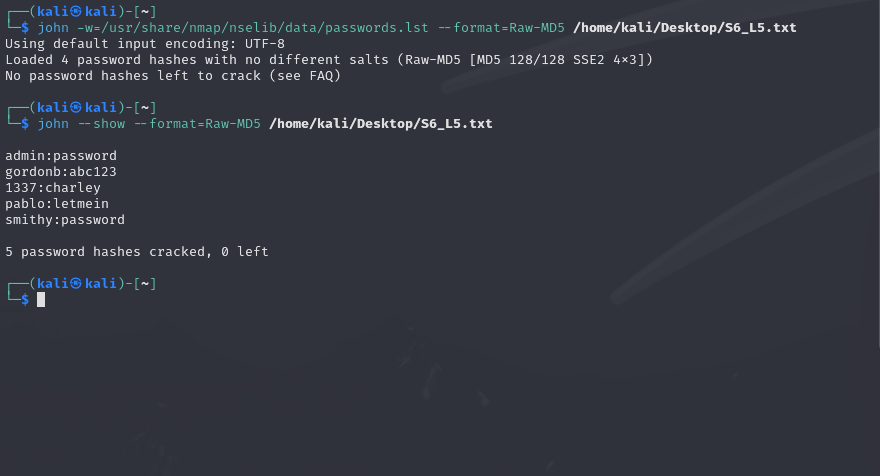 ┌──(kali㉿kali)-[~]
└─$ john -w=/usr/share/nmap/nselib/data/passwords.lst --format=Raw-MD5 /home/kali/Desktop/S6_L5.txt
Using default input encoding: UTF-8
Loaded 4 password hashes with no different salts (Raw-MD5 [MD5 128/128 SSE2 4x3])
No password hashes left to crack (see FAQ)

┌──(kali㉿kali)-[~]
└─$ john --show --format=Raw-MD5 /home/kali/Desktop/S6_L5.txt

admin:password
gordonb:abc123
1337:charley
pablo:letmein
smithy:password

5 password hashes cracked, 0 left

┌──(kali㉿kali)-[~]
└─$